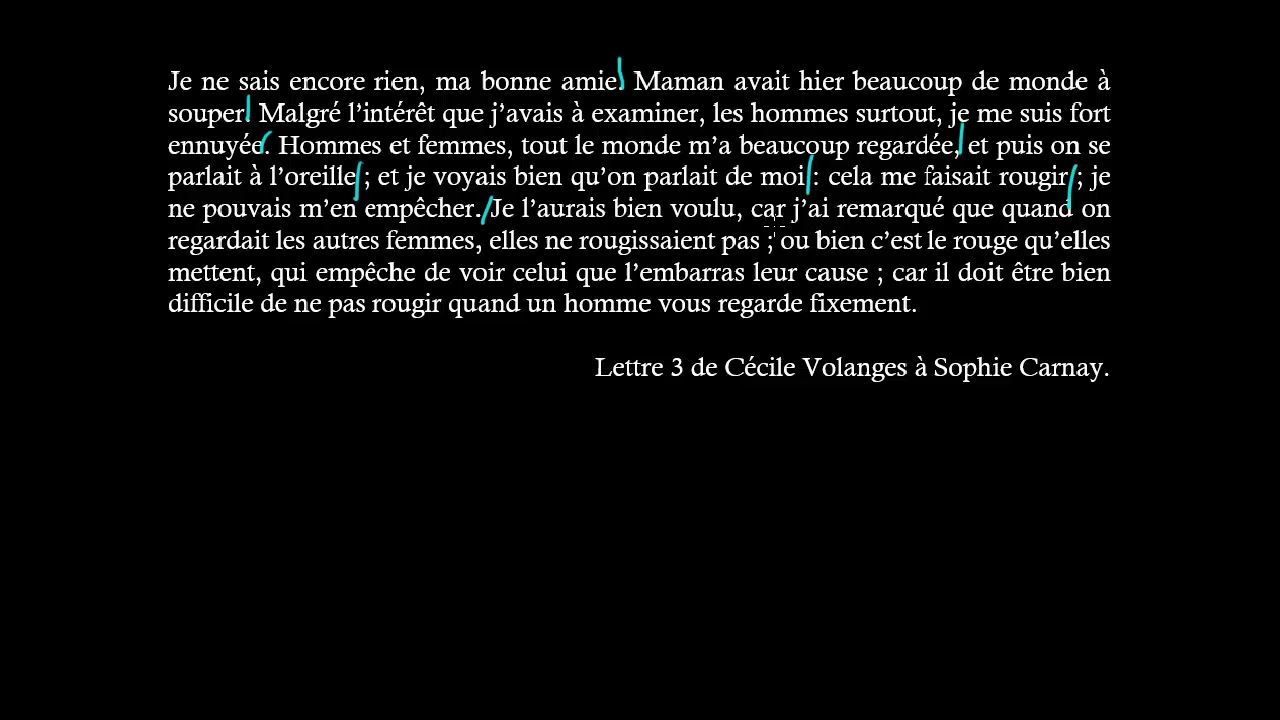 Je ne sais encore rien, ma bonne amie. Maman avait hier beaucoup de monde à
souper. Malgré l'intérêt que j'avais à examiner, les hommes surtout, je me suis fort
ennuyée. Hommes et femmes, tout le monde m'a beaucoup regardée, et puis on se
parlait à l'oreille ; et je voyais bien qu'on parlait de moi : cela me faisait rougir ; je
ne pouvais m'en empêcher. Je l'aurais bien voulu, car j'ai remarqué que quand on
regardait les autres femmes, elles ne rougissaient pas ; ou bien c'est le rouge qu'elles
mettent, qui empêche de voir celui que l'embarras leur cause ; car il doit être bien
difficile de ne pas rougir quand un homme vous regarde fixement.
Lettre 3 de Cécile Volanges à Sophie Carnay.